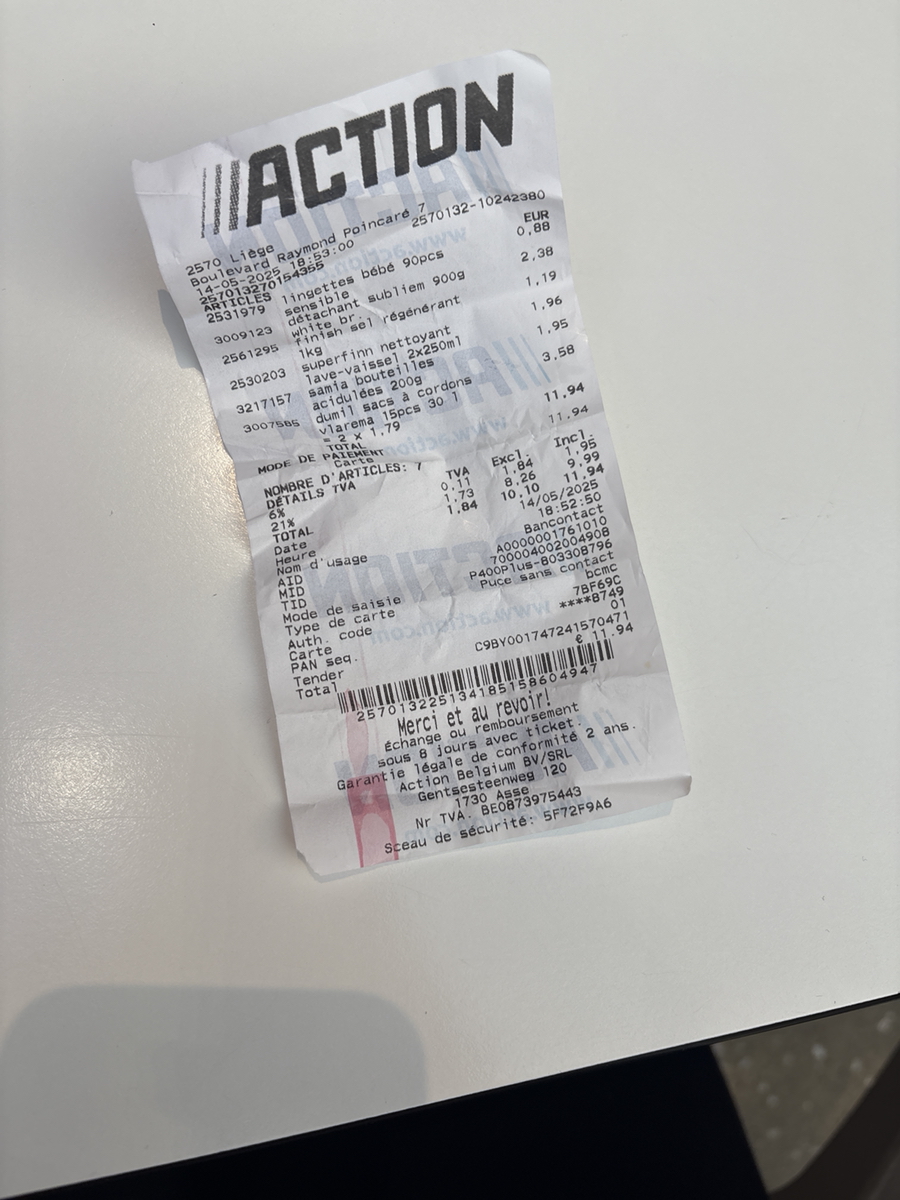 ACTION
2570 Liège
Boulevard Raymond Poincaré 7
14-05-2025 18:53:00 2570132-10242380
257013270154355
ARTICLES EUR
2531979 lingettes bébé 90pcs 0,88
sensible
3009123 détachant subliem 900g 2,38
white br.
2561295 finish sel régénérant 1,19
1kg
2530203 superfinn nettoyant 1,96
lave-vaissel 2x250ml
3217157 samia bouteilles 1,95
acidulées 200g
3007565 dumil sacs à cordons 3,58
vlarema 15pcs 30 l
= 2 x 1,79
TOTAL 11,94
MODE DE PAIEMENT
Carte 11,94
NOMBRE D'ARTICLES: 7
DÉTAILS TVA TVA Excl. Incl.
6% 0,11 1,84 1,95
21% 1,73 8,26 9,99
TOTAL 1,84 10,10 11,94
Date 14/05/2025
Heure 18:52:50
Nom d'usage Bancontact
AID A0000001761010
MID 700004002004908
TID P400Plus-803308796
Mode de saisie Puce sans contact
Type de carte bcmc
Auth. code 7BF69C
Carte ****8749
PAN seq. 01
Tender C9BY001747241570471
Total € 11.94
257013225134185158604947
Merci et au revoir!
Échange ou remboursement
sous 8 jours avec ticket.
Garantie légale de conformité 2 ans.
Action Belgium BV/SRL
Gentsesteenweg 120
1730 Asse
Nr TVA. BE0873975443
Sceau de sécurité: 5F72F9A6